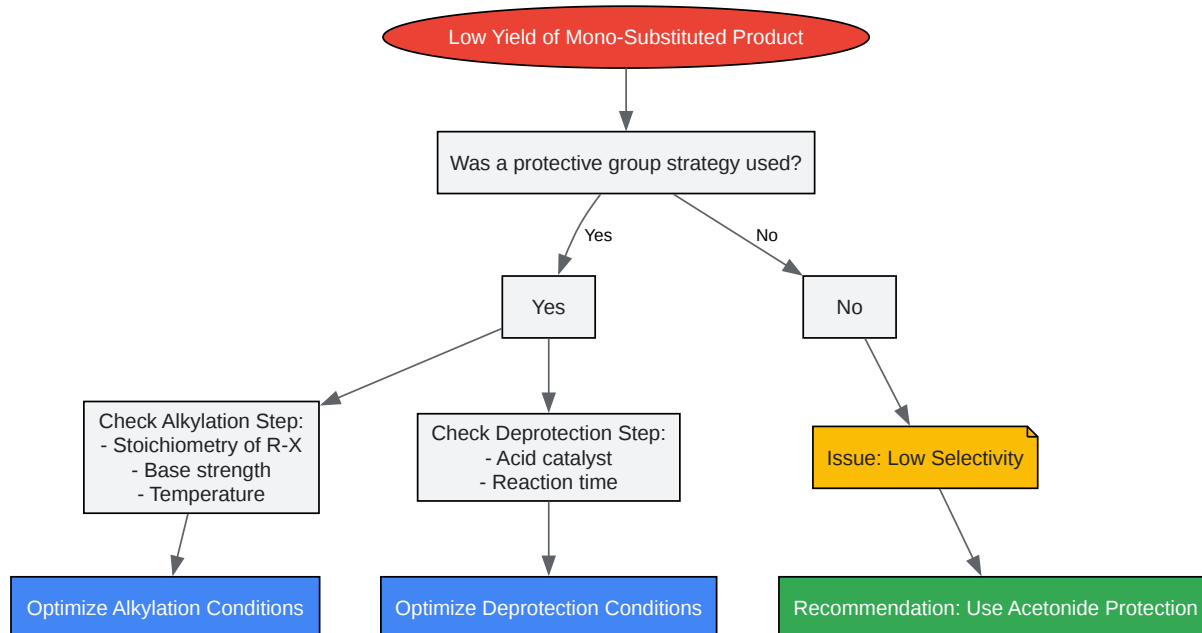 Low Yield of Mono-Substituted Product
Was a protective group strategy used?
Yes
No
Yes
No
Check Alkylation Step:
- Stoichiometry of R-X
- Base strength
- Temperature
Check Deprotection Step:
- Acid catalyst
- Reaction time
Issue: Low Selectivity
Optimize Alkylation Conditions
Optimize Deprotection Conditions
Recommendation: Use Acetonide Protection